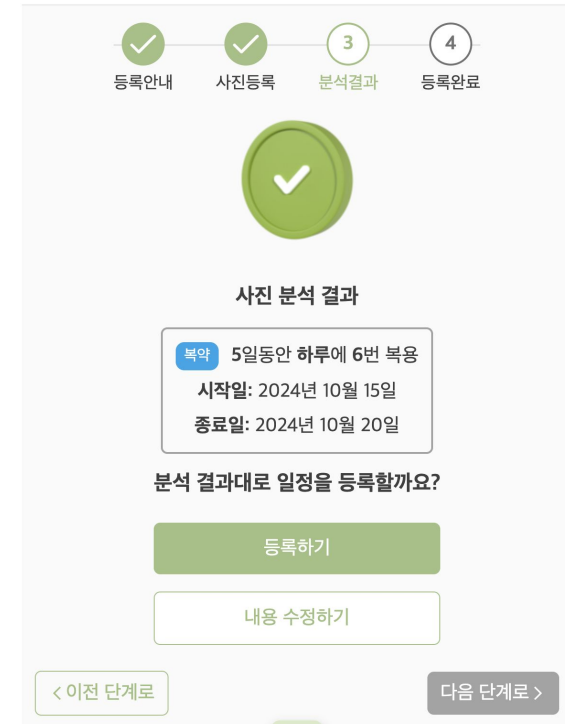 3
4
등록안내
사진등록
분석결과
등록완료
사진 분석 결과
복약 5일동안 하루에 6번 복용
시작일: 2024년 10월 15일
종료일: 2024년 10월 20일
분석 결과대로 일정을 등록할까요?
등록하기
내용 수정하기
< 이전 단계로
다음 단계로 >